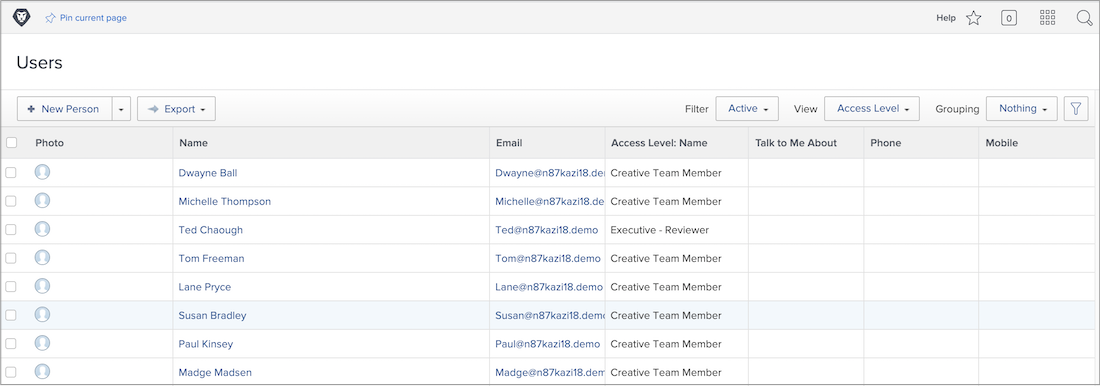 Pin current page Help 0
Users
New Person Export Filter Active View Access Level Grouping Nothing
Photo Name Email Access Level: Name Talk to Me About Phone Mobile
Dwayne Ball Dwayne@n87kazi18.der Creative Team Member
Michelle Thompson Michelle@n87kazi18.de Creative Team Member
Ted Chaough Ted@n87kazi18.demo Executive - Reviewer
Tom Freeman Tom@n87kazi18.demo Creative Team Member
Lane Pryce Lane@n87kazi18.demo Creative Team Member
Susan Bradley Susan@n87kazi18.demo Creative Team Member
Paul Kinsey Paul@n87kazi18.demo Creative Team Member
Madge Madsen Madge@n87kazi18.dem Creative Team Member